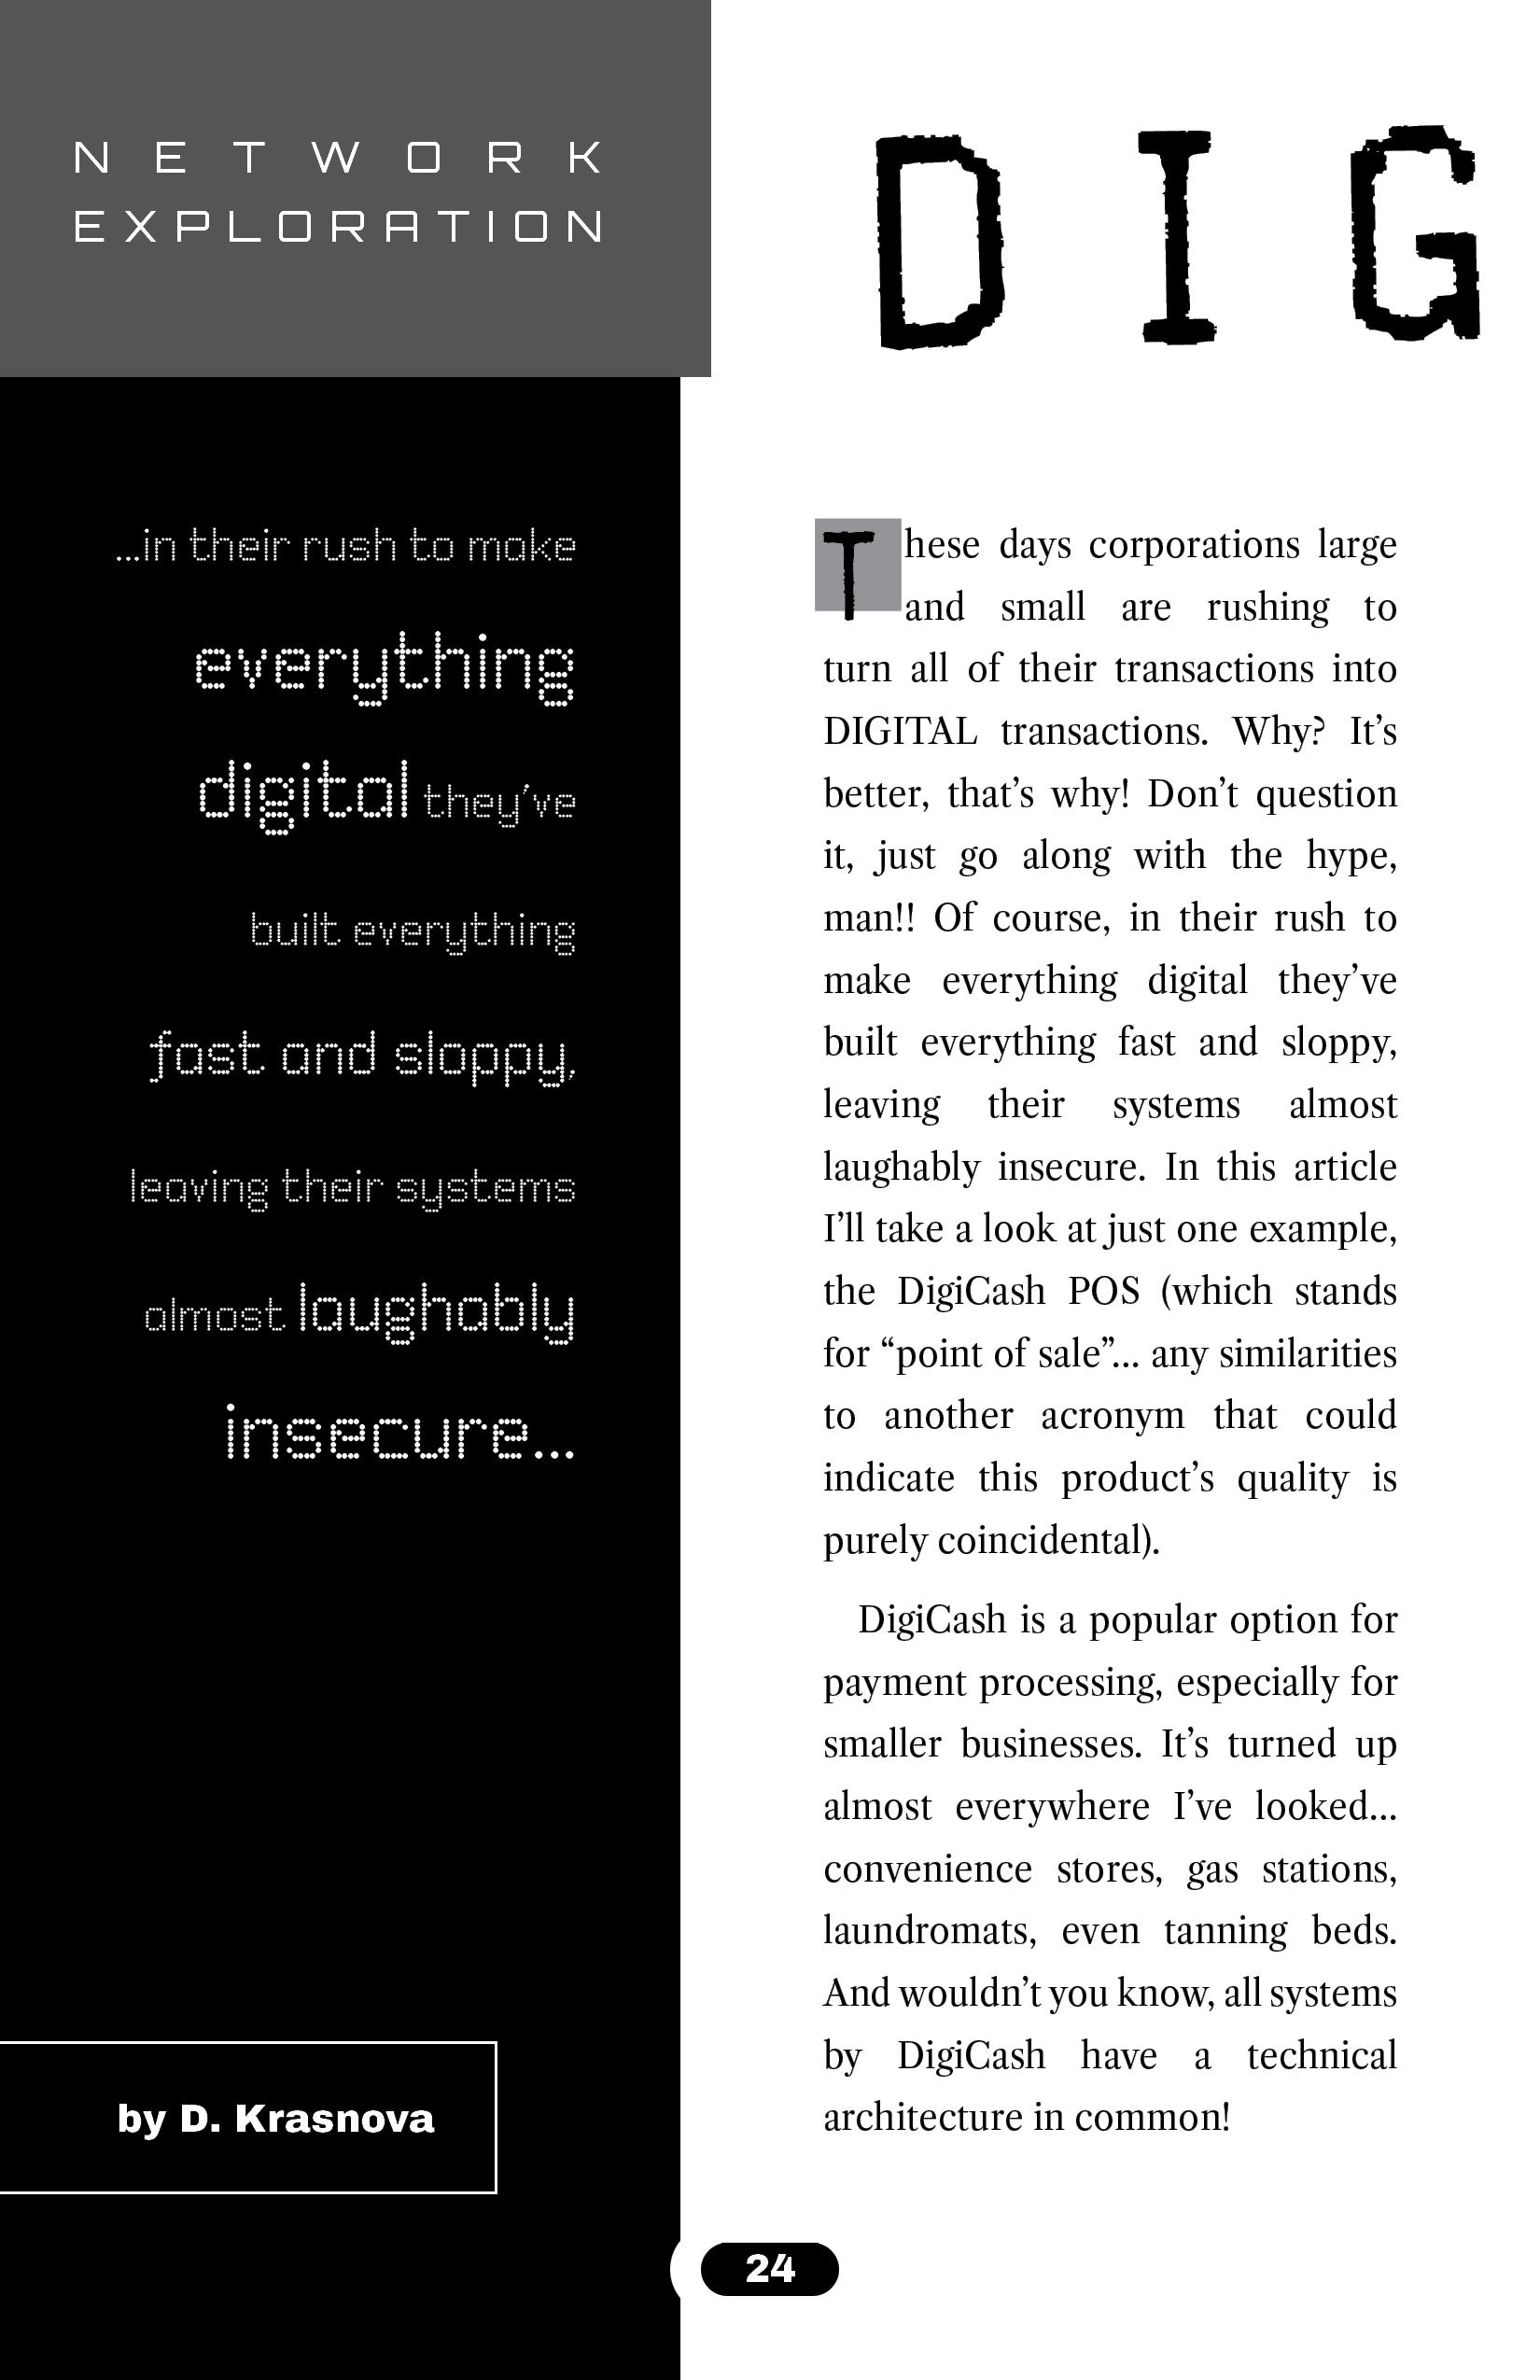 NETWORK
EXPLORATION
DIG
...in their rush to make
everything
digital they've
built everything
fast and sloppy,
leaving their systems
almost laughably
insecure...
by D. Krasnova
These days corporations large
and small are rushing to
turn all of their transactions into
DIGITAL transactions. Why? It’s
better, that’s why! Don’t question
it, just go along with the hype,
man!! Of course, in their rush to
make everything digital they’ve
built everything fast and sloppy,
leaving their systems almost
laughably insecure. In this article
I’ll take a look at just one example,
the DigiCash POS (which stands
for “point of sale”... any similarities
to another acronym that could
indicate this product’s quality is
purely coincidental).
DigiCash is a popular option for
payment processing, especially for
smaller businesses. It’s turned up
almost everywhere I’ve looked...
convenience stores, gas stations,
laundromats, even tanning beds.
And wouldn’t you know, all systems
by DigiCash have a technical
architecture in common!
24